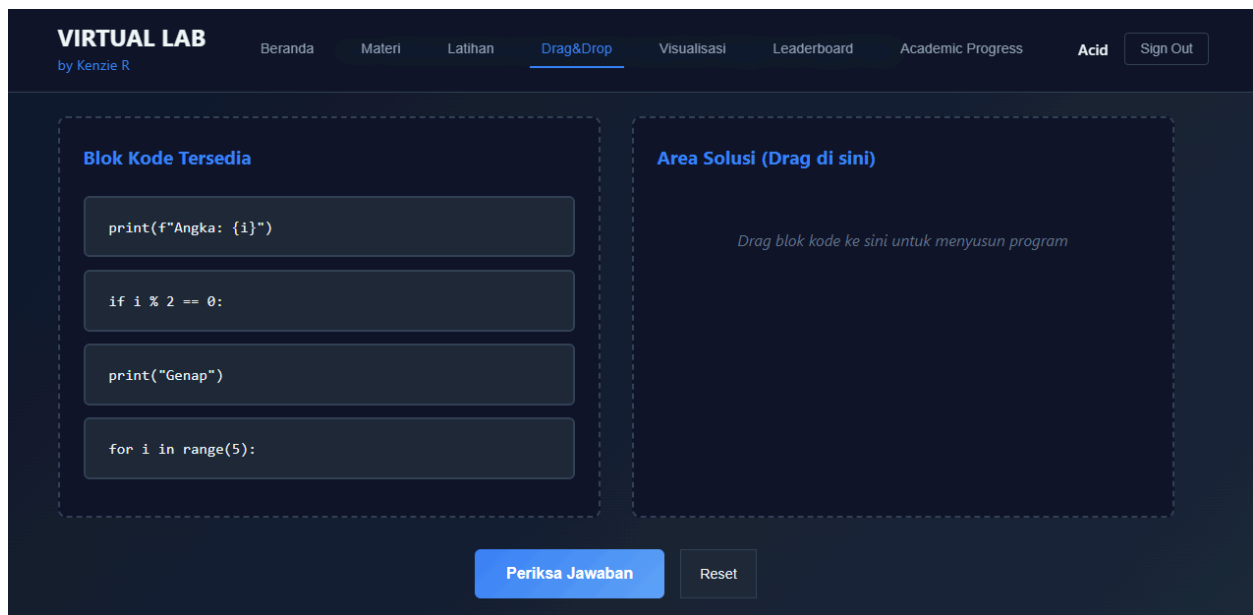 VIRTUAL LAB
by Kenzie R
Beranda Materi Latihan Drag&Drop Visualisasi Leaderboard Academic Progress Acid Sign Out
Blok Kode Tersedia
print(f"Angka: {i}")
if i % 2 == 0:
print("Genap")
for i in range(5):
Area Solusi (Drag di sini)
Drag blok kode ke sini untuk menyusun program
Periksa Jawaban Reset